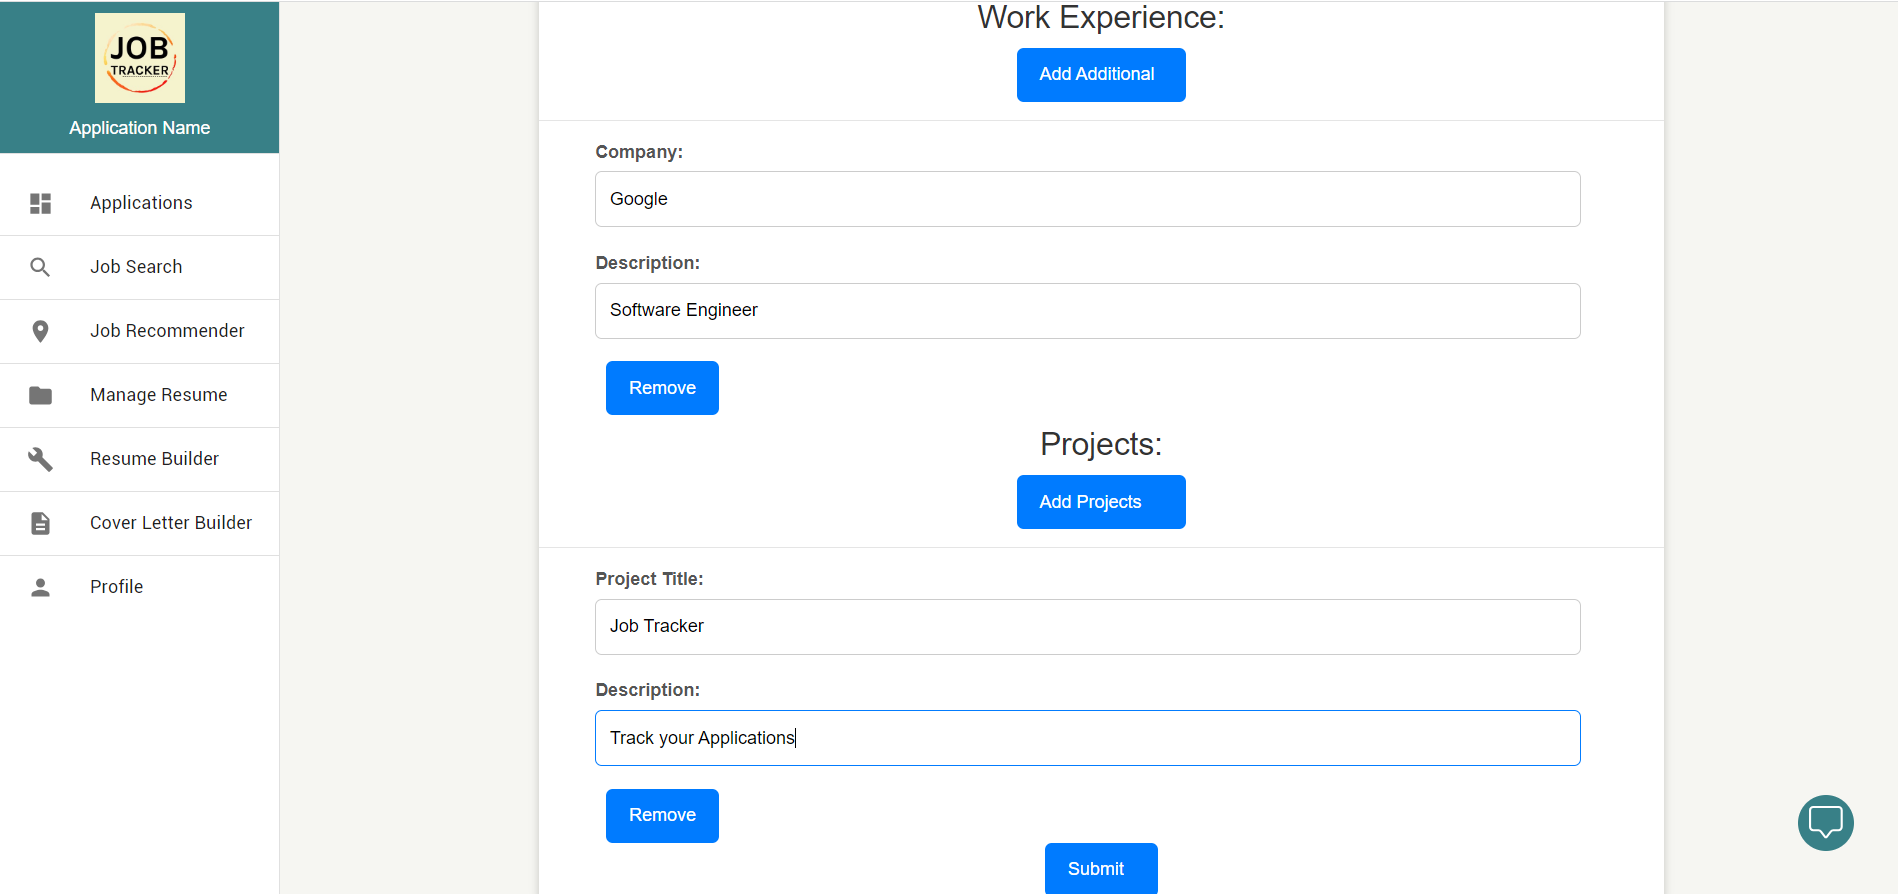 JOB
TRACKER
Application Name
Applications
Job Search
Job Recommender
Manage Resume
Resume Builder
Cover Letter Builder
Profile
Work Experience:
Add Additional
Company:
Google
Description:
Software Engineer
Remove
Projects:
Add Projects
Project Title:
Job Tracker
Description:
Track your Applications
Remove
Submit